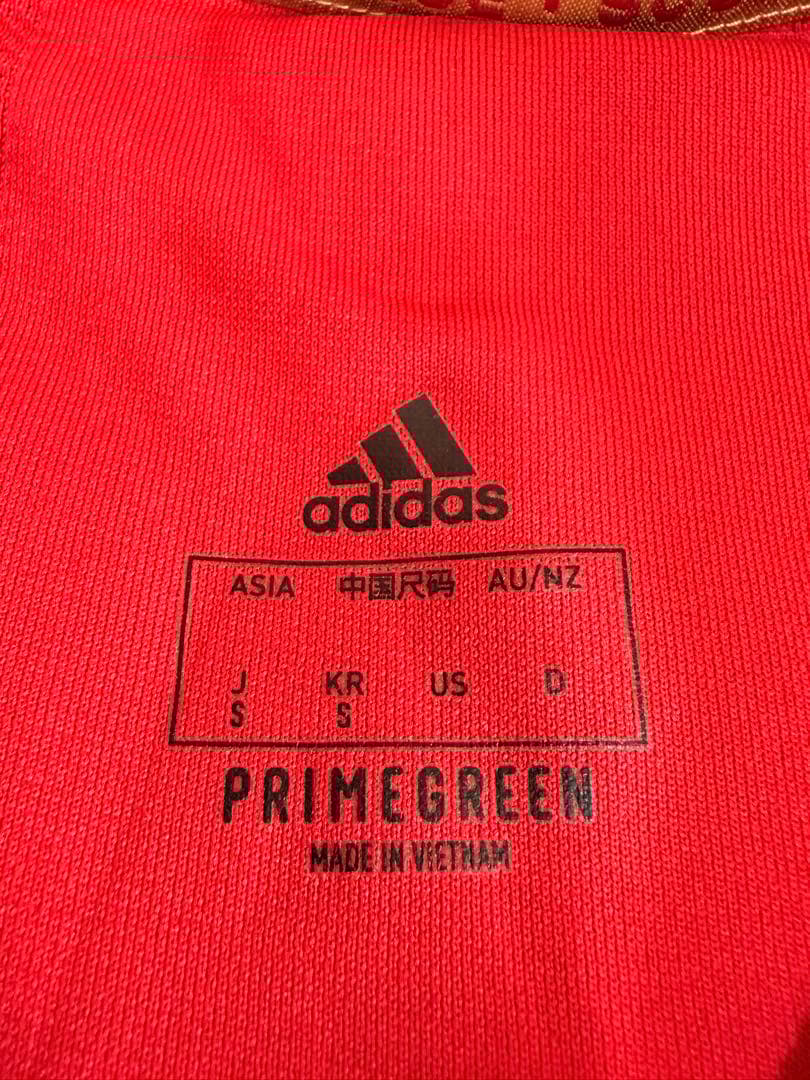 adidas
ASIA 中国尺码 AU/NZ
J KR US D
S S
PRIMEGREEN
MADE IN VIETNAM